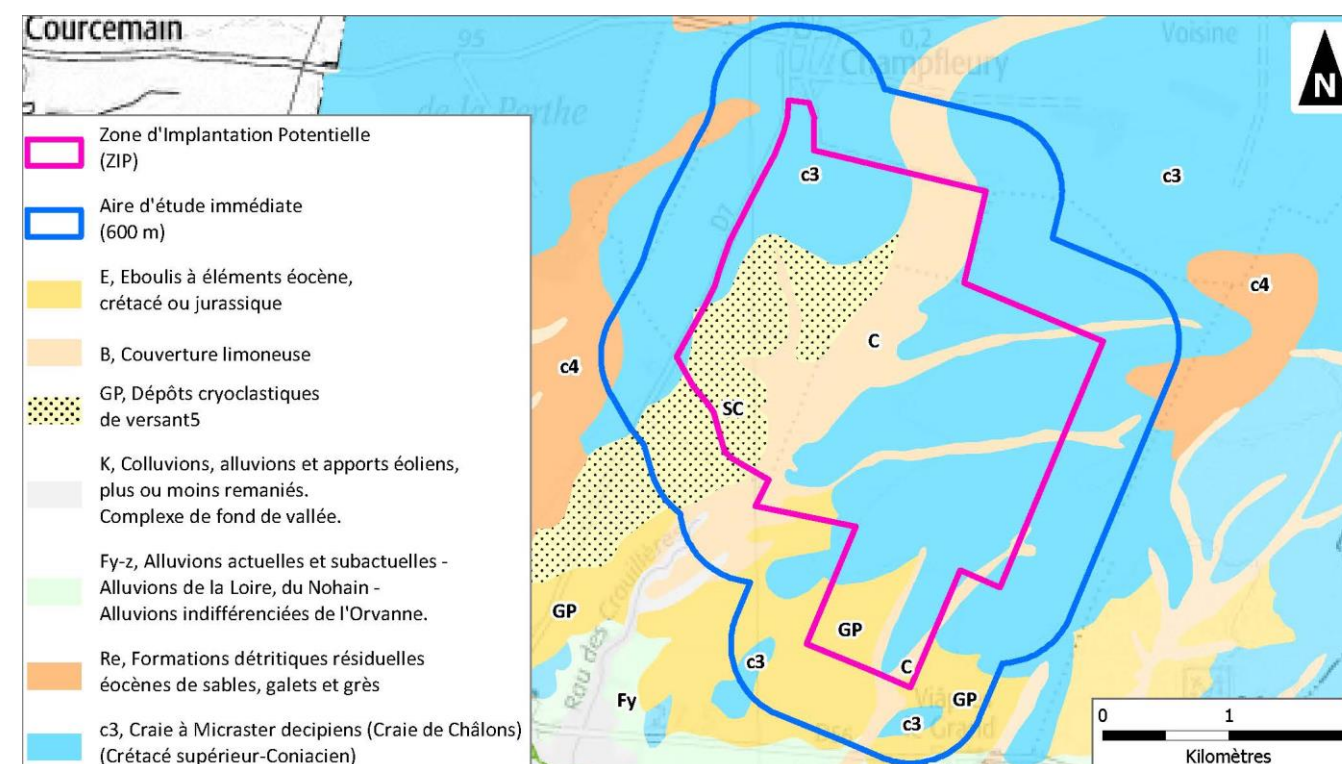 Courcemain
95
0,2
Voisine
Champfleury
de la Perthe
N
Zone d'Implantation Potentielle
(ZIP)
Aire d'étude immédiate
(600 m)
E, Eboulis à éléments éocène,
crétacé ou jurassique
B, Couverture limoneuse
GP, Dépôts cryoclastiques
de versant5
K, Colluvions, alluvions et apports éoliens,
plus ou moins remaniés.
Complexe de fond de vallée.
Fy-z, Alluvions actuelles et subactuelles -
Alluvions de la Loire, du Nohain -
Alluvions indifférenciées de l'Orvanne.
Re, Formations détritiques résiduelles
éocènes de sables, galets et grès
c3, Craie à Micraster decipiens (Craie de Châlons)
(Crétacé supérieur-Coniacien)
c3
c3
D7
c4
c4
C
SC
GP
GP
Rau des Crouillères
c3
C
GP
Fy
c3
Grand
0 1
Kilomètres